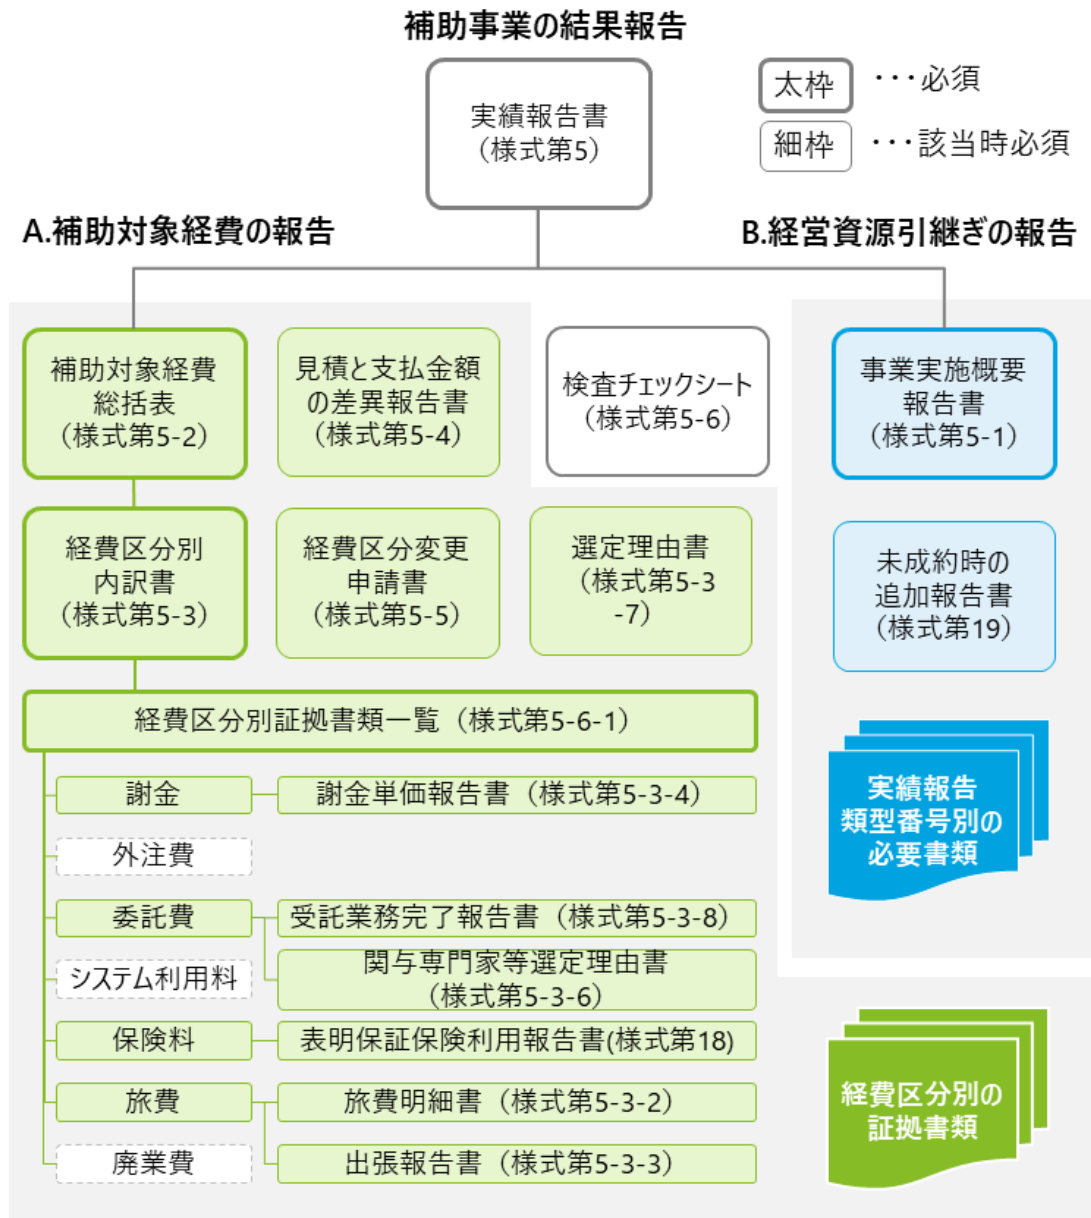 補助事業の結果報告
実績報告書
（様式第5）
太枠 ・・・必須
細枠 ・・・該当時必須
A.補助対象経費の報告
B.経営資源引継ぎの報告
補助対象経費
総括表
（様式第5-2）
見積と支払金額
の差異報告書
（様式第5-4）
検査チェックシート
（様式第5-6）
事業実施概要
報告書
（様式第5-1）
経費区分別
内訳書
（様式第5-3）
経費区分変更
申請書
（様式第5-5）
選定理由書
（様式第5-3
-7）
未成約時の
追加報告書
（様式第19）
経費区分別証拠書類一覧（様式第5-6-1）
謝金
謝金単価報告書（様式第5-3-4）
外注費
委託費
受託業務完了報告書（様式第5-3-8）
システム利用料
関与専門家等選定理由書
（様式第5-3-6）
保険料
表明保証保険利用報告書(様式第18)
旅費
旅費明細書（様式第5-3-2）
廃業費
出張報告書（様式第5-3-3）
実績報告
類型番号別の
必要書類
経費区分別の
証拠書類